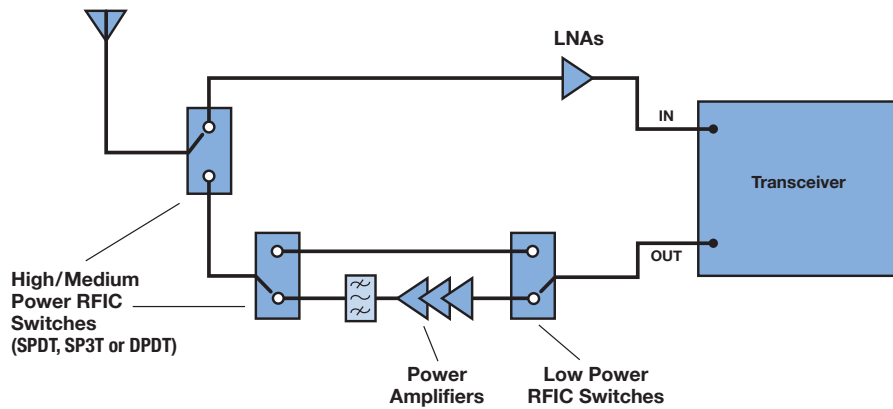 LNAs
IN
Transceiver
OUT
High/Medium
Power RFIC
Switches
(SPDT, SP3T or DPDT)
Power
Amplifiers
Low Power
RFIC Switches